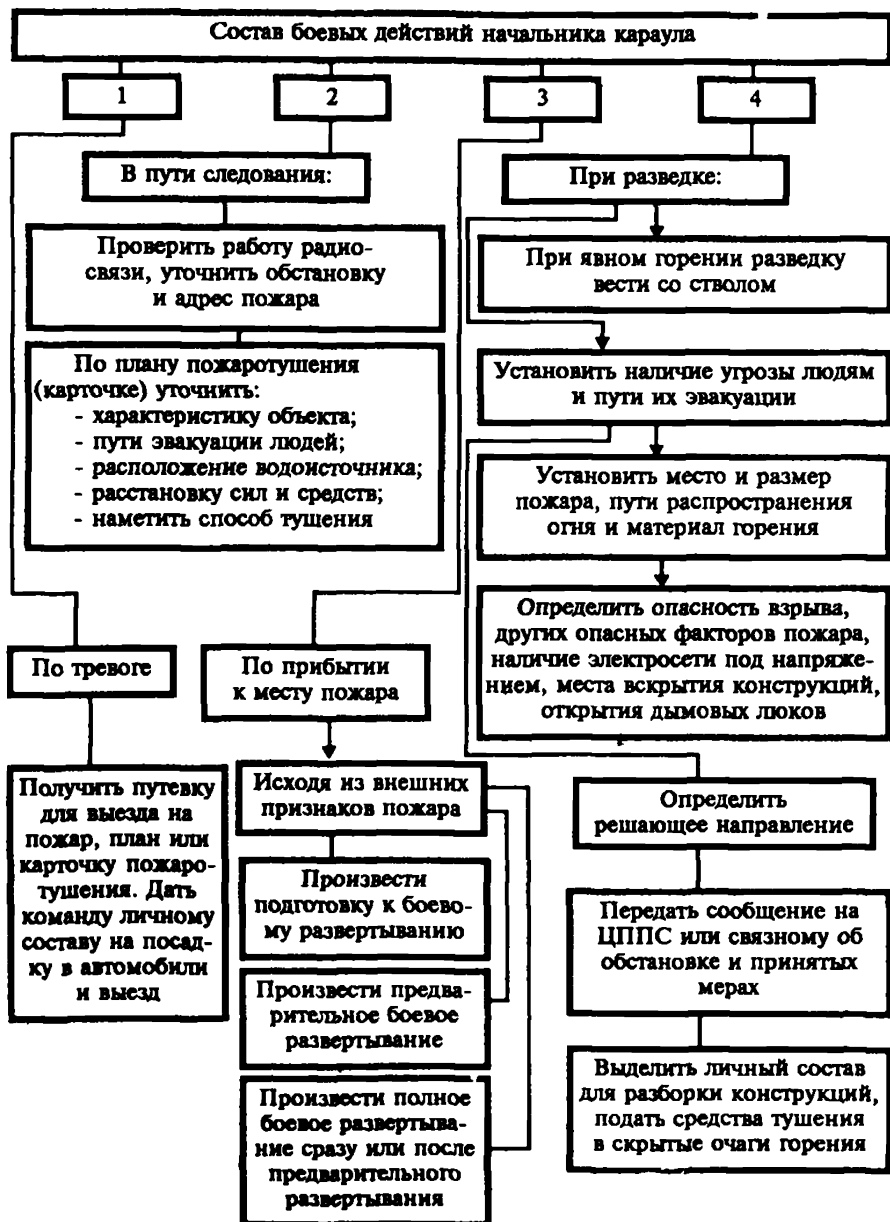 Состав боевых действий начальника караула
1
2
3
4
В пути следования:
При разведке:
Проверить работу радио-
связи, уточнить обстановку
и адрес пожара
При явном горении разведку
вести со стволом
По плану пожаротушения
(карточке) уточнить:
- характеристику объекта;
- пути эвакуации людей;
- расположение водоисточника;
- расстановку сил и средств;
- наметить способ тушения
Установить наличие угрозы людям
и пути их эвакуации
Установить место и размер
пожара, пути распространения
огня и материал горения
Определить опасность взрыва,
других опасных факторов пожара,
наличие электросети под напряже-
нием, места вскрытия конструкций,
открытия дымовых люков
По тревоге
По прибытии
к месту пожара
Получить путевку
для выезда на
пожар, план или
карточку пожаро-
тушения. Дать
команду личному
составу на посад-
ку в автомобили
и выезд
Исходя из внешних
признаков пожара
Произвести
подготовку к боево-
му развертыванию
Произвести предва-
рительное боевое
развертывание
Произвести полное
боевое развертыва-
ние сразу или после
предварительного
развертывания
Определить
решающее направление
Передать сообщение на
ЦППС или связному об
обстановке и принятых
мерах
Выделить личный состав
для разборки конструкций,
подать средства тушения
в скрытые очаги горения